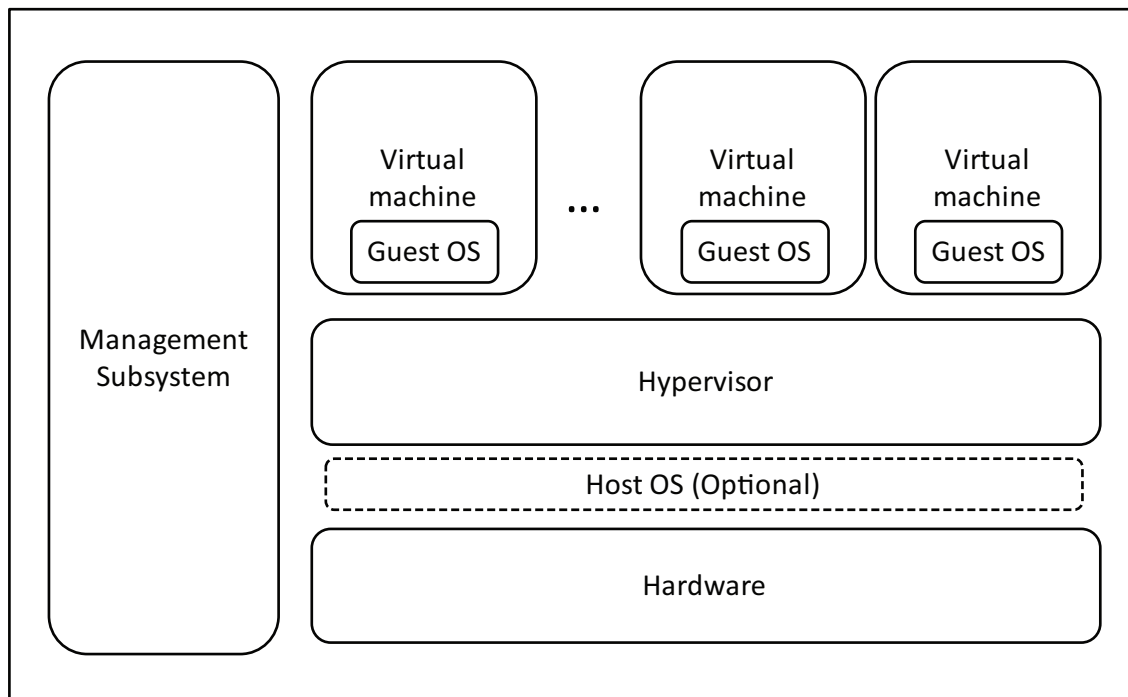 Management
Subsystem
Virtual
machine
Guest OS
...
Virtual
machine
Guest OS
Virtual
machine
Guest OS
Hypervisor
Host OS (Optional)
Hardware